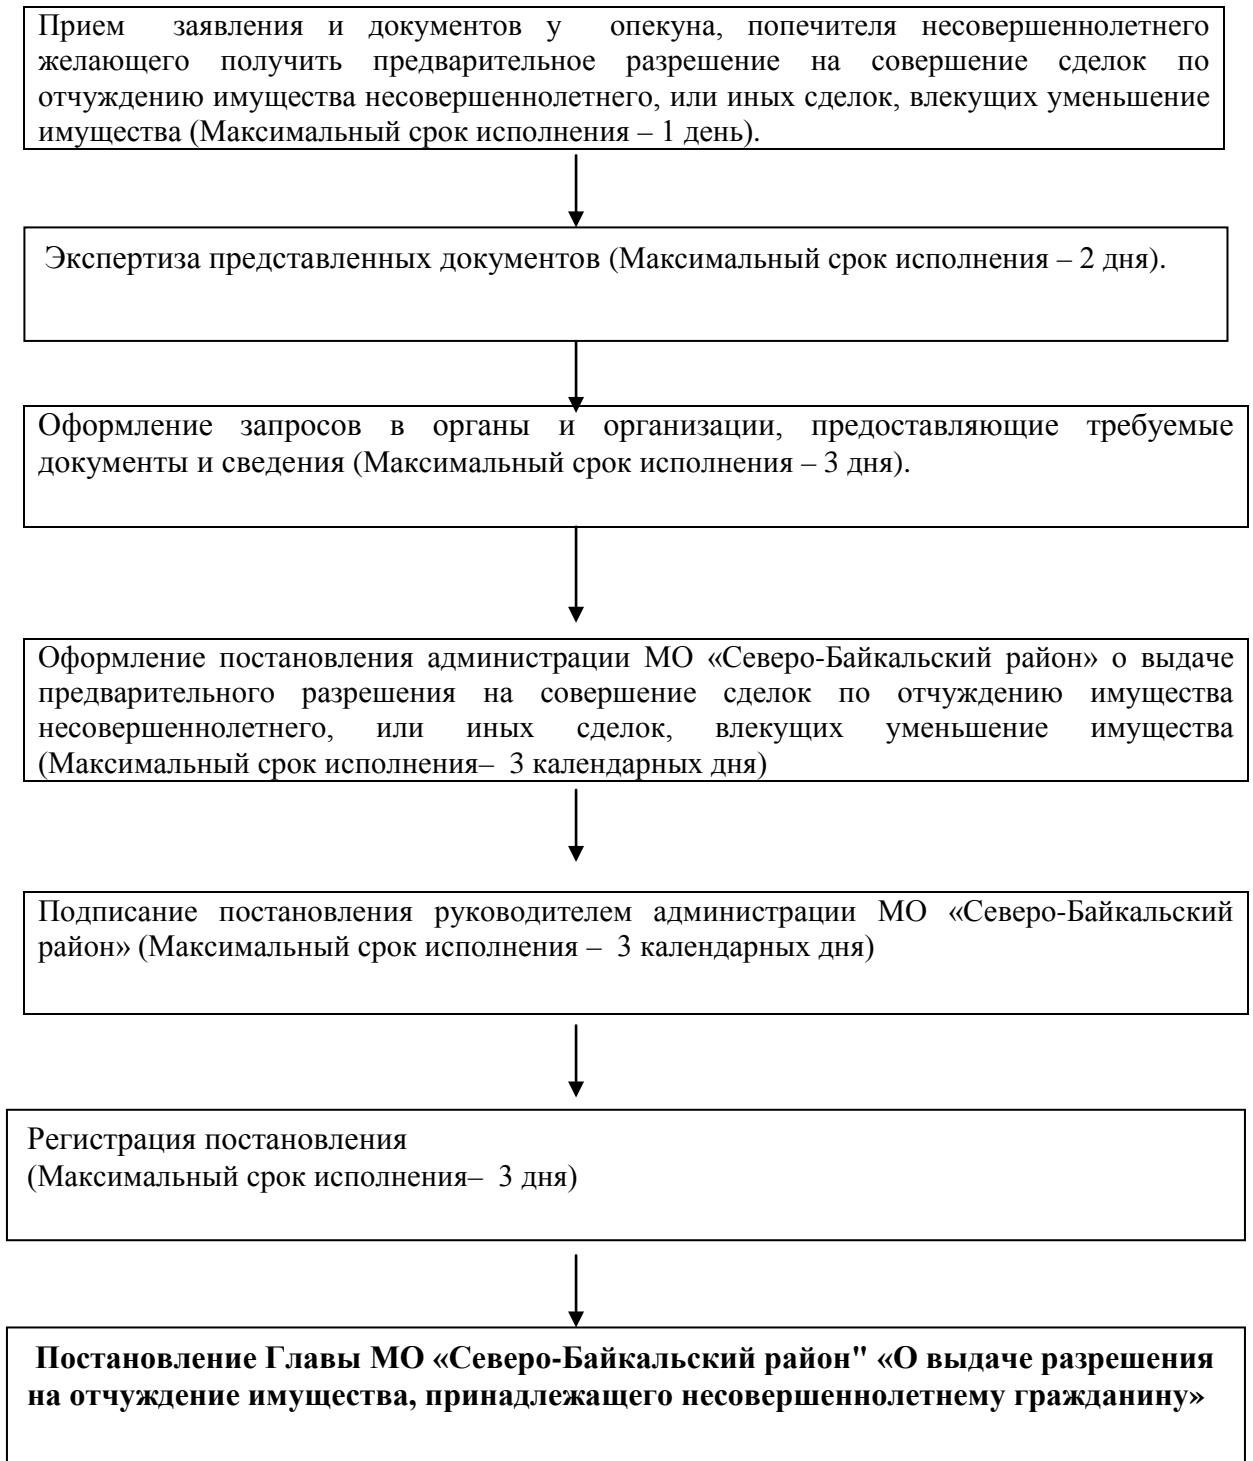 Прием заявления и документов у опекуна, попечителя несовершеннолетнего
желающего получить предварительное разрешение на совершение сделок по
отчуждению имущества несовершеннолетнего, или иных сделок, влекущих уменьшение
имущества (Максимальный срок исполнения – 1 день).
Экспертиза представленных документов (Максимальный срок исполнения – 2 дня).
Оформление запросов в органы и организации, предоставляющие требуемые
документы и сведения (Максимальный срок исполнения – 3 дня).
Оформление постановления администрации МО «Северо-Байкальский район» о выдаче
предварительного разрешения на совершение сделок по отчуждению имущества
несовершеннолетнего, или иных сделок, влекущих уменьшение имущества
(Максимальный срок исполнения– 3 календарных дня)
Подписание постановления руководителем администрации МО «Северо-Байкальский
район» (Максимальный срок исполнения – 3 календарных дня)
Регистрация постановления
(Максимальный срок исполнения– 3 дня)
Постановление Главы МО «Северо-Байкальский район" «О выдаче разрешения
на отчуждение имущества, принадлежащего несовершеннолетнему гражданину»